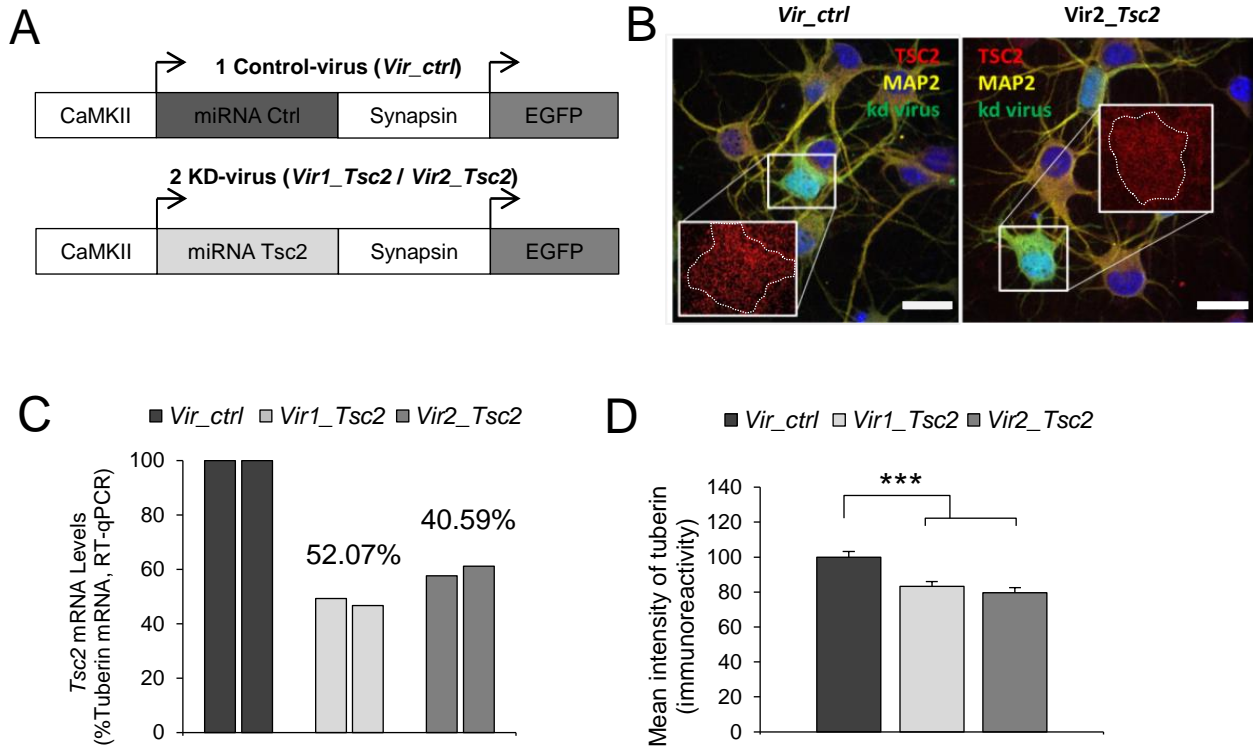 A
1 Control-virus (Vir_ctrl)
CaMKII miRNA Ctrl Synapsin EGFP
2 KD-virus (Vir1_Tsc2 / Vir2_Tsc2)
CaMKII miRNA Tsc2 Synapsin EGFP
B
Vir_ctrl
TSC2
MAP2
kd virus
Vir2_Tsc2
TSC2
MAP2
kd virus
C
Vir_ctrl Vir1_Tsc2 Vir2_Tsc2
Tsc2 mRNA Levels
(%Tuberin mRNA, RT-qPCR)
100
80
60
40
20
0
52.07%
40.59%
D
Vir_ctrl Vir1_Tsc2 Vir2_Tsc2
Mean intensity of tuberin
(immunoreactivity)
140
120
100
80
60
40
20
0
***